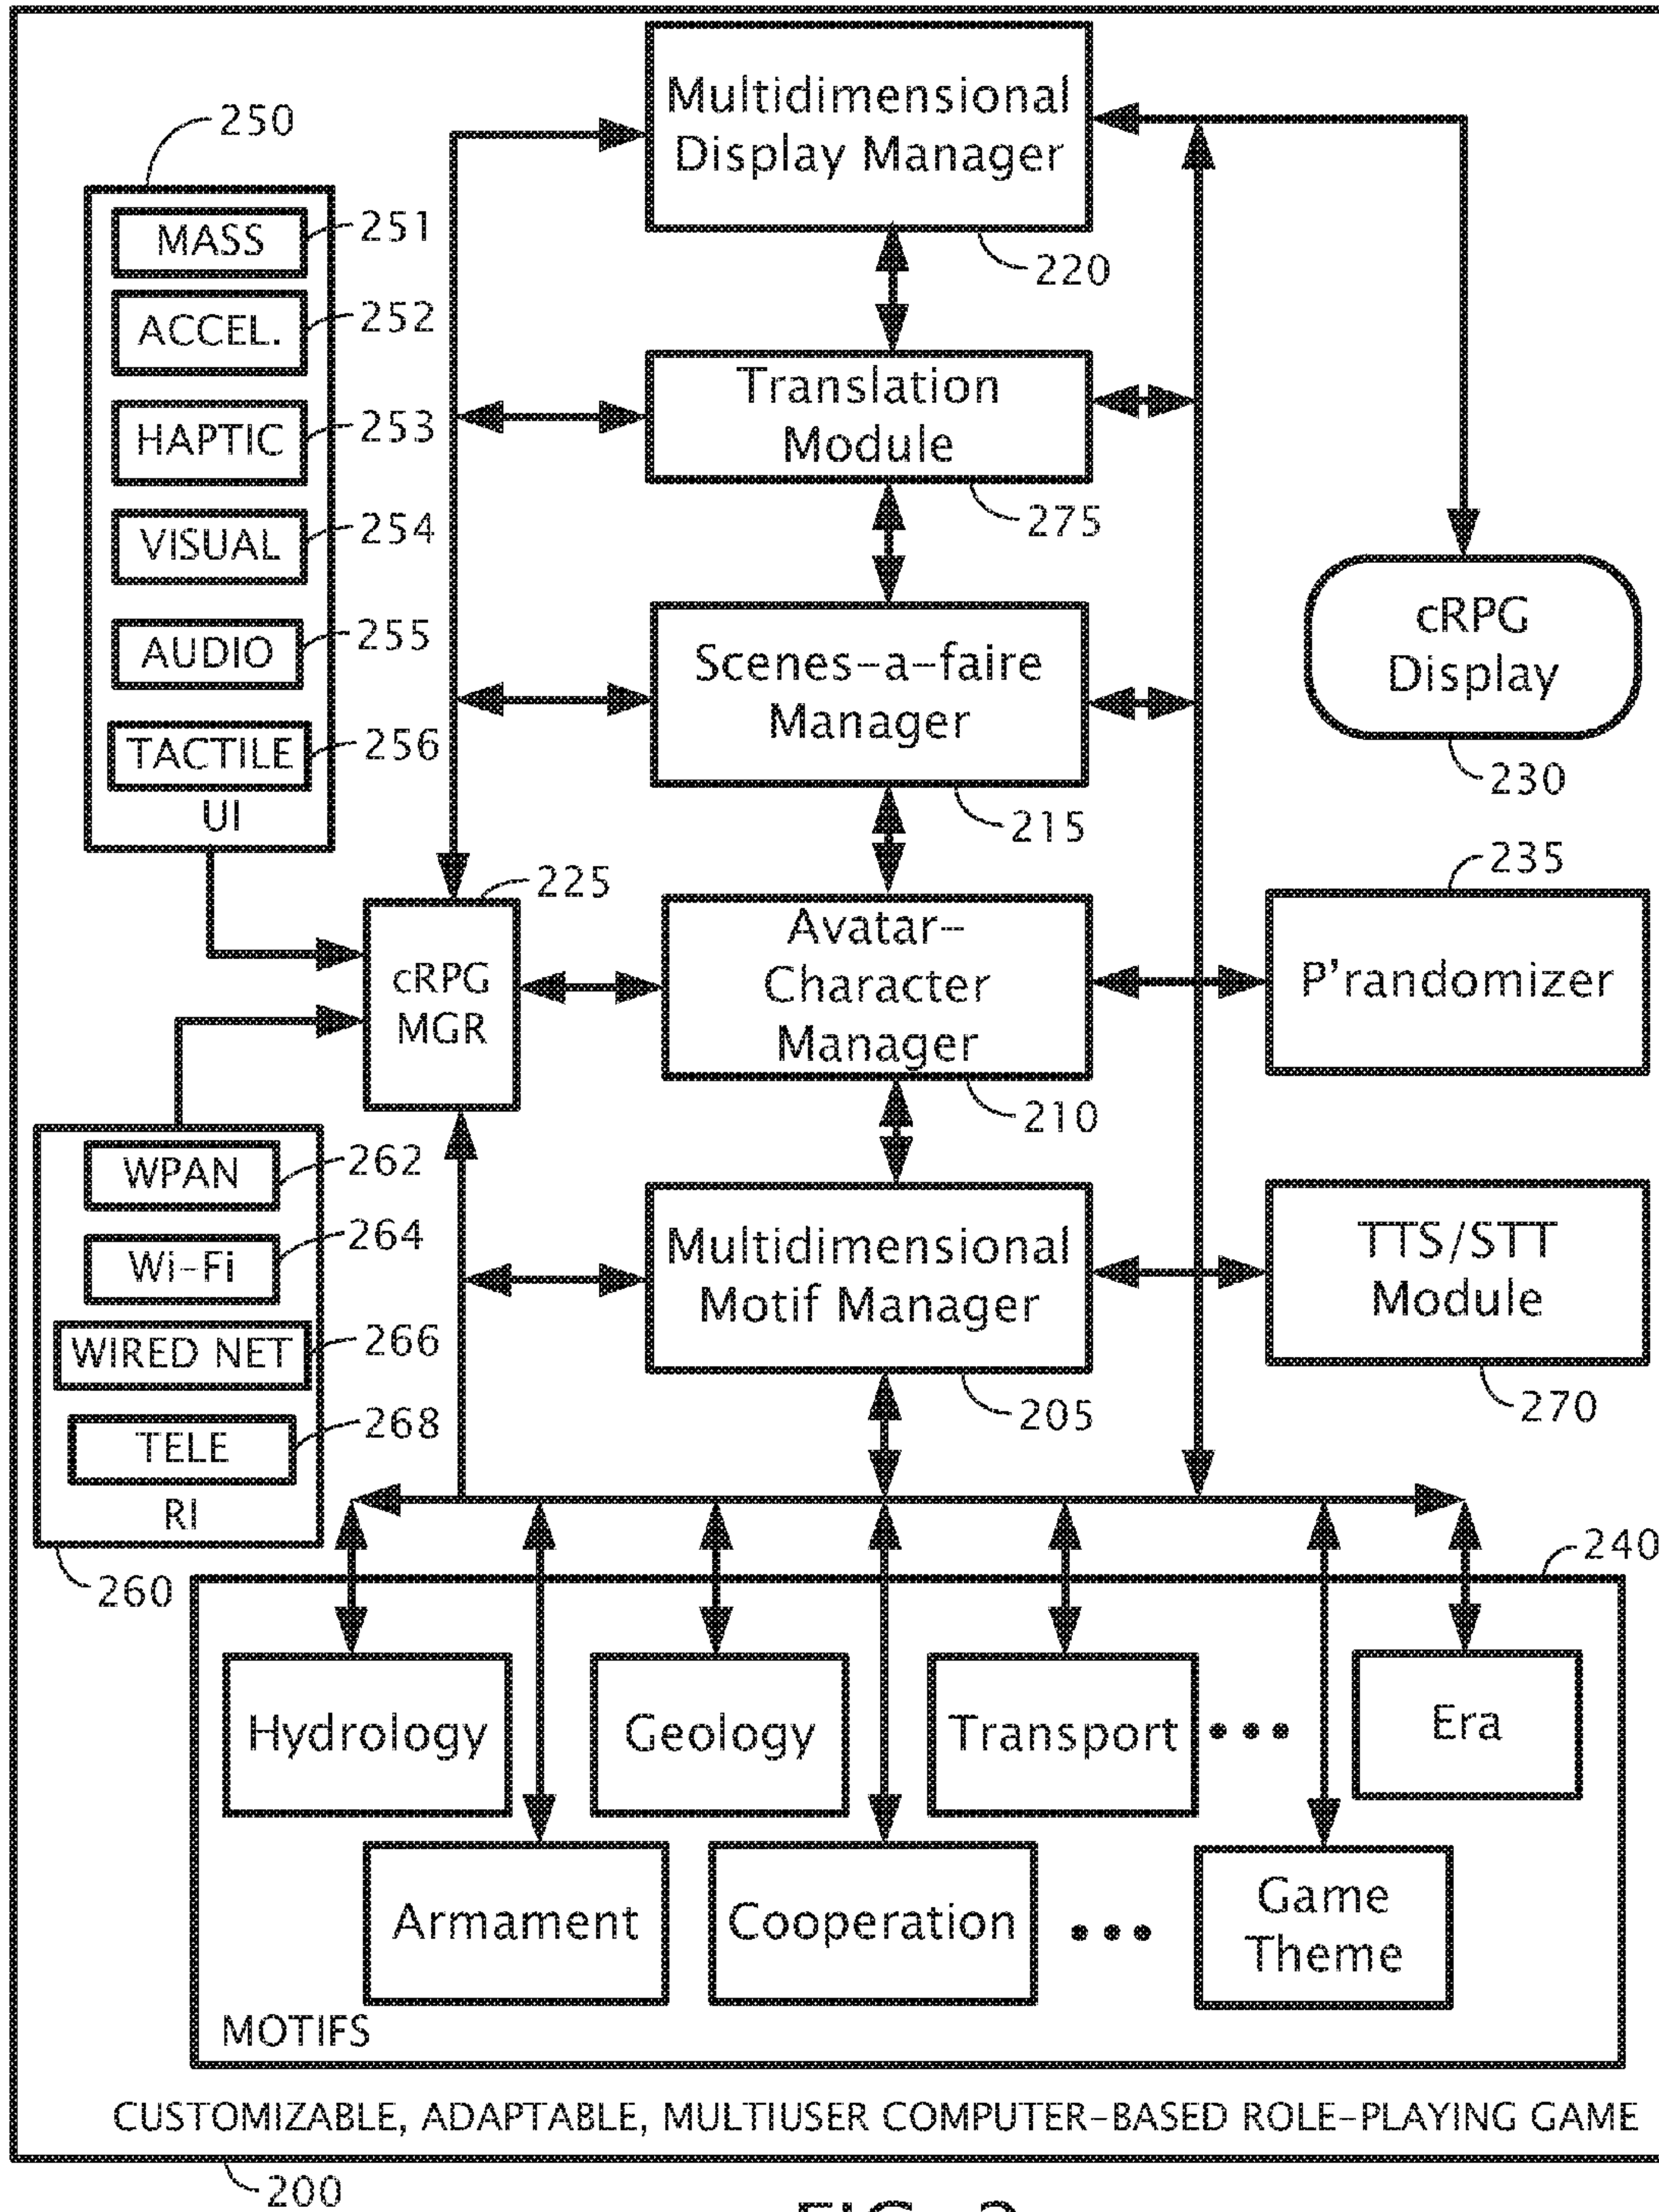 Multidimensional
Display Manager
220
250
MASS
251
ACCEL.
252
HAPTIC
253
VISUAL
254
AUDIO
255
TACTILE
256
UI
Translation
Module
275
Scenes-a-faire
Manager
215
cRPG
Display
230
225
cRPG
MGR
Avatar-
Character
Manager
210
235
P'randomizer
WPAN
262
Wi-Fi
264
WIRED NET
266
TELE
268
RI
260
Multidimensional
Motif Manager
205
TTS/STT
Module
270
240
Hydrology
Geology
Transport
•••
Era
Armament
Cooperation
•••
Game
Theme
MOTIFS
CUSTOMIZABLE, ADAPTABLE, MULTIUSER COMPUTER-BASED ROLE-PLAYING GAME
200